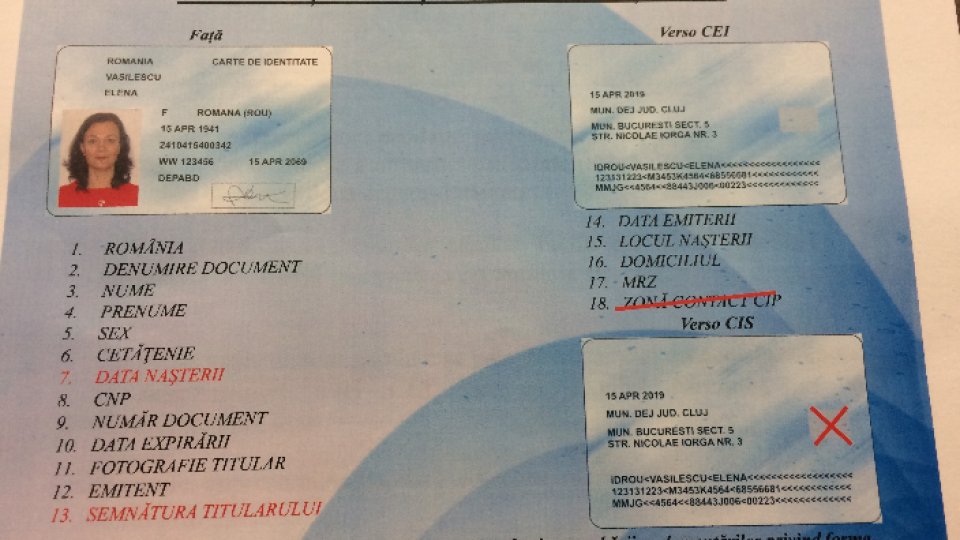 Față
ROMANIA CARTE DE IDENTITATE
VASILESCU
ELENA
F ROMANA (ROU)
15 APR 1941
2410416400342
WW 123456 15 APR 2069
DEPABD
1. ROMÂNIA
2. DENUMIRE DOCUMENT
3. NUME
4. PRENUME
5. SEX
6. CETĂȚENIE
7. DATA NAȘTERII
8. CNP
9. NUMĂR DOCUMENT
10. DATA EXPIRĂRII
11. FOTOGRAFIE TITULAR
12. EMITENT
13. SEMNĂTURA TITULARULUI
Verso CEI
15 APR 2019
MUN. DEJ JUD. CLUJ
MUN. BUCURESTI SECT. 5
STR. NICOLAE IORGA NR. 3
IDROU<VASILESCU<ELENA<<<<<<<<<<<<<<<
123131223<M3453K4564<68556681<<<<<<<<<<<<
MMJG<<4564<<88443J006<00223<<<<<<<<<<<<
14. DATA EMITERII
15. LOCUL NAȘTERII
16. DOMICILIUL
17. MRZ
18. ZONĂ CONTACT CIP
Verso CIS
15 APR 2019
MUN. DEJ JUD. CLUJ
MUN. BUCURESTI SECT. 5
STR. NICOLAE IORGA NR. 3
IDROU<VASILESCU<ELENA<<<<<<<<<<<<<<<
123131223<M3453K4564<68556681<<<<<<<<<<<<
MMJG<<4564<<88443J006<00223<<<<<<<<<<<<
privind forma